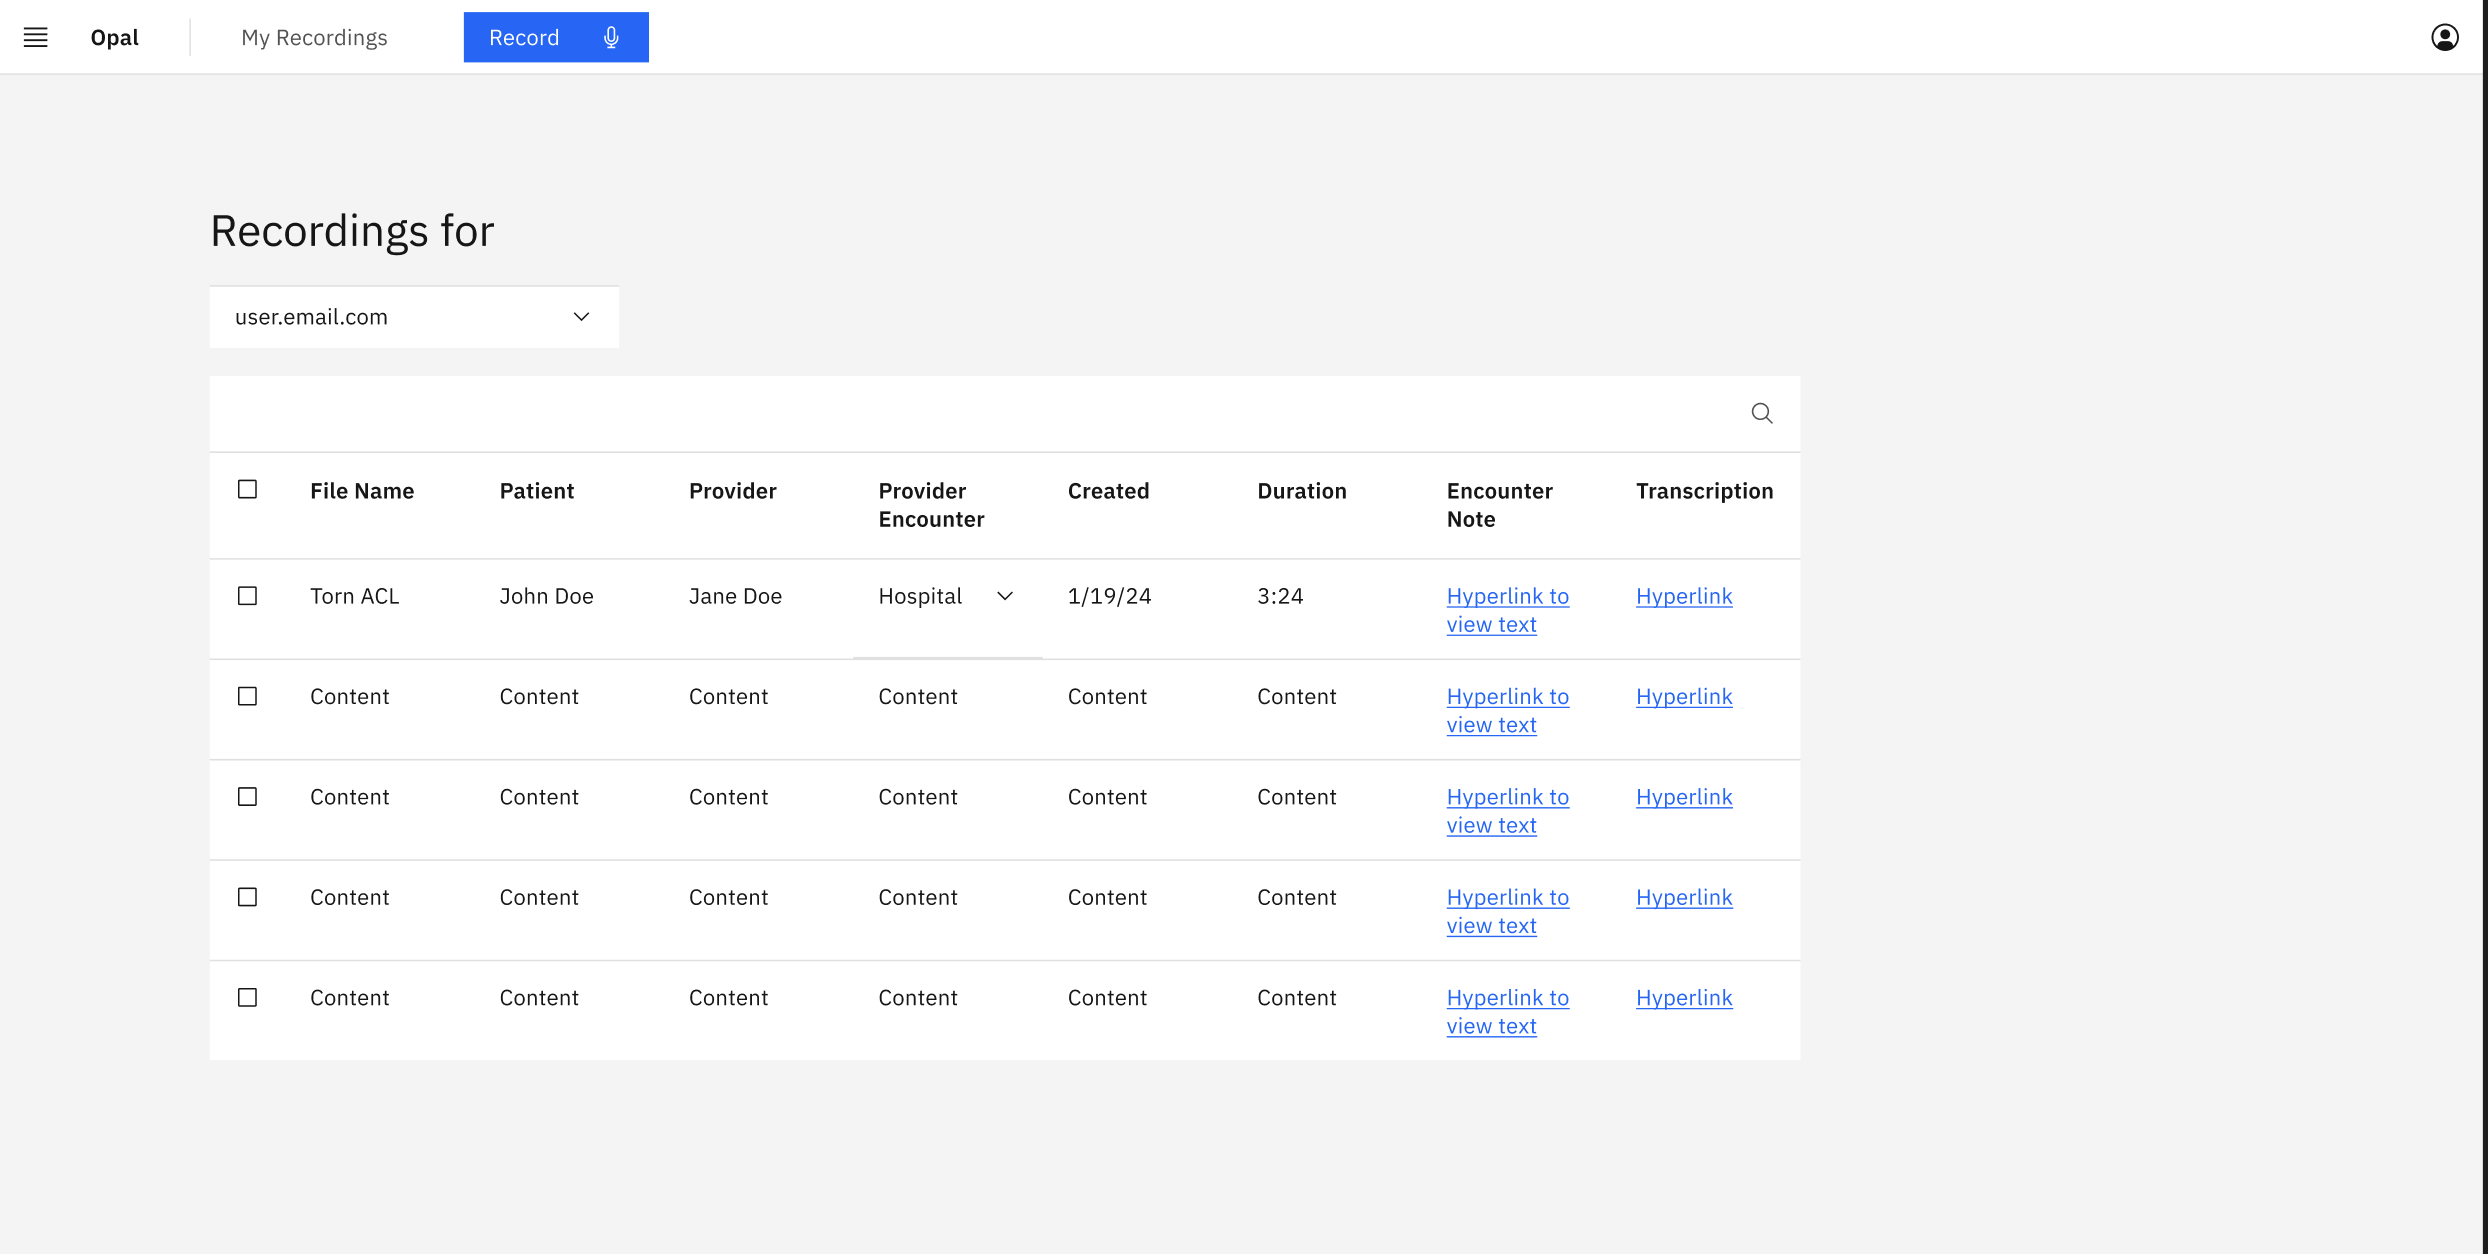 Opal My Recordings Record
Recordings for
user.email.com
File Name Patient Provider Provider Encounter Created Duration Encounter Note Transcription
Torn ACL John Doe Jane Doe Hospital 1/19/24 3:24 Hyperlink to view text Hyperlink
Content Content Content Content Content Content Hyperlink to view text Hyperlink
Content Content Content Content Content Content Hyperlink to view text Hyperlink
Content Content Content Content Content Content Hyperlink to view text Hyperlink
Content Content Content Content Content Content Hyperlink to view text Hyperlink